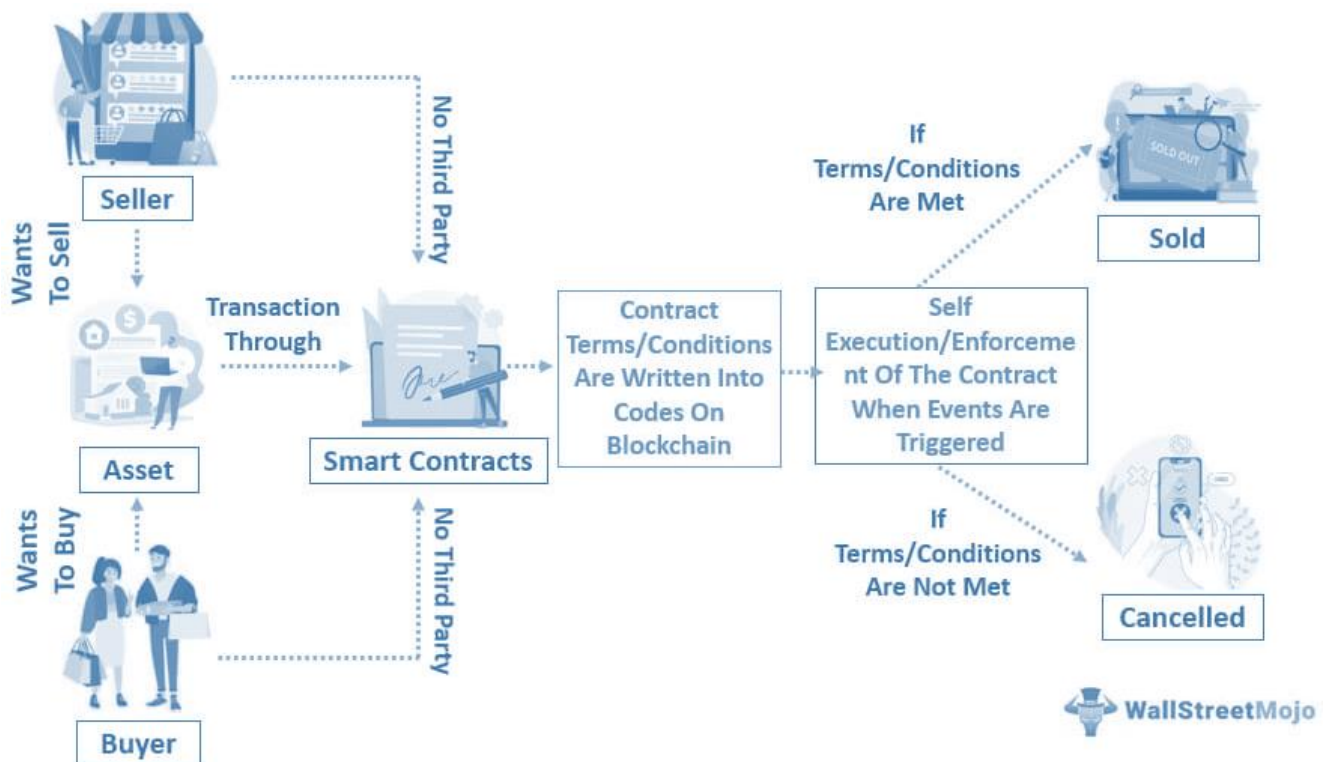 Seller
Wants
To Sell
No Third Party
Asset
Transaction
Through
Smart Contracts
Wants
To Buy
No Third Party
Buyer
Contract
Terms/Conditions
Are Written Into
Codes On
Blockchain
Self
Execution/Enforceme
nt Of The Contract
When Events Are
Triggered
If
Terms/Conditions
Are Met
SOLD OUT
Sold
If
Terms/Conditions
Are Not Met
Cancelled
WallStreetMojo